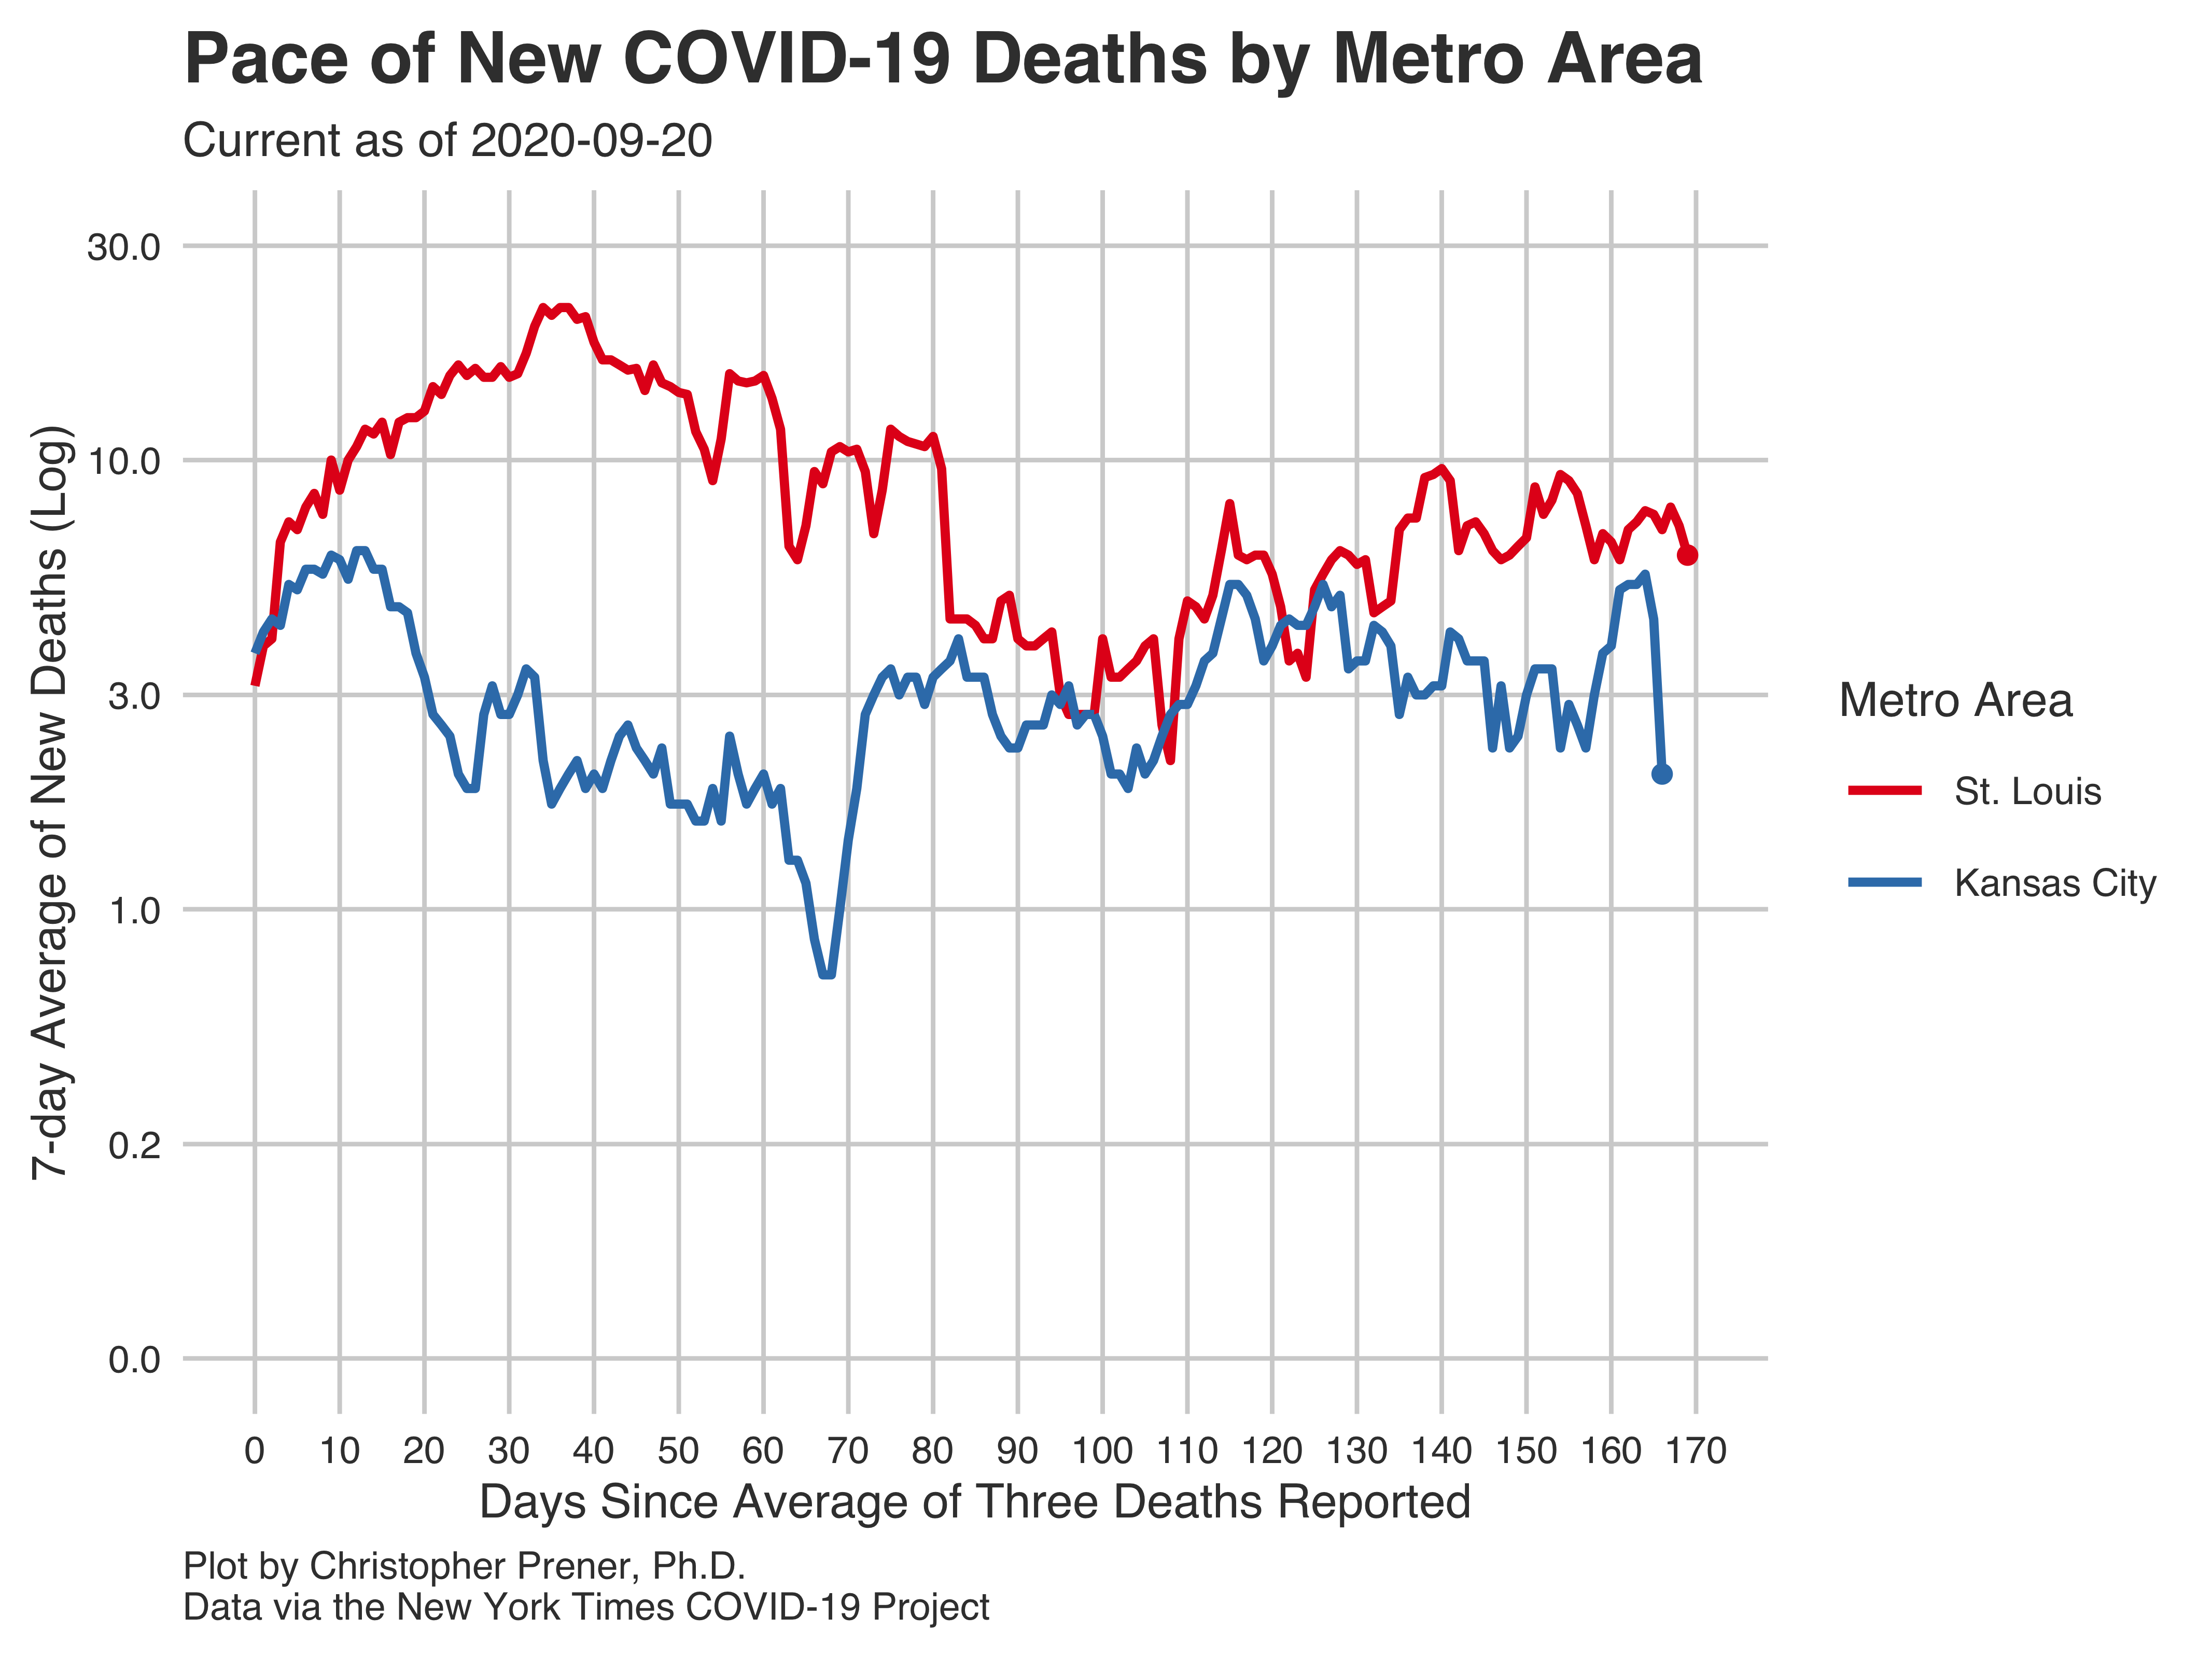 Pace of New COVID-19 Deaths by Metro Area
Current as of 2020-09-20
7-day Average of New Deaths (Log)
30.0
10.0
3.0
1.0
0.2
0.0
0 10 20 30 40 50 60 70 80 90 100 110 120 130 140 150 160 170
Days Since Average of Three Deaths Reported
Metro Area
St. Louis
Kansas City
Plot by Christopher Prener, Ph.D.
Data via the New York Times COVID-19 Project